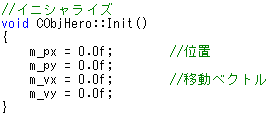 //イニシャライズ
void CObjHero::Init()
{
    m_px = 0.0f;        //位置
    m_py = 0.0f;
    m_vx = 0.0f;        //移動ベクトル
    m_vy = 0.0f;
}